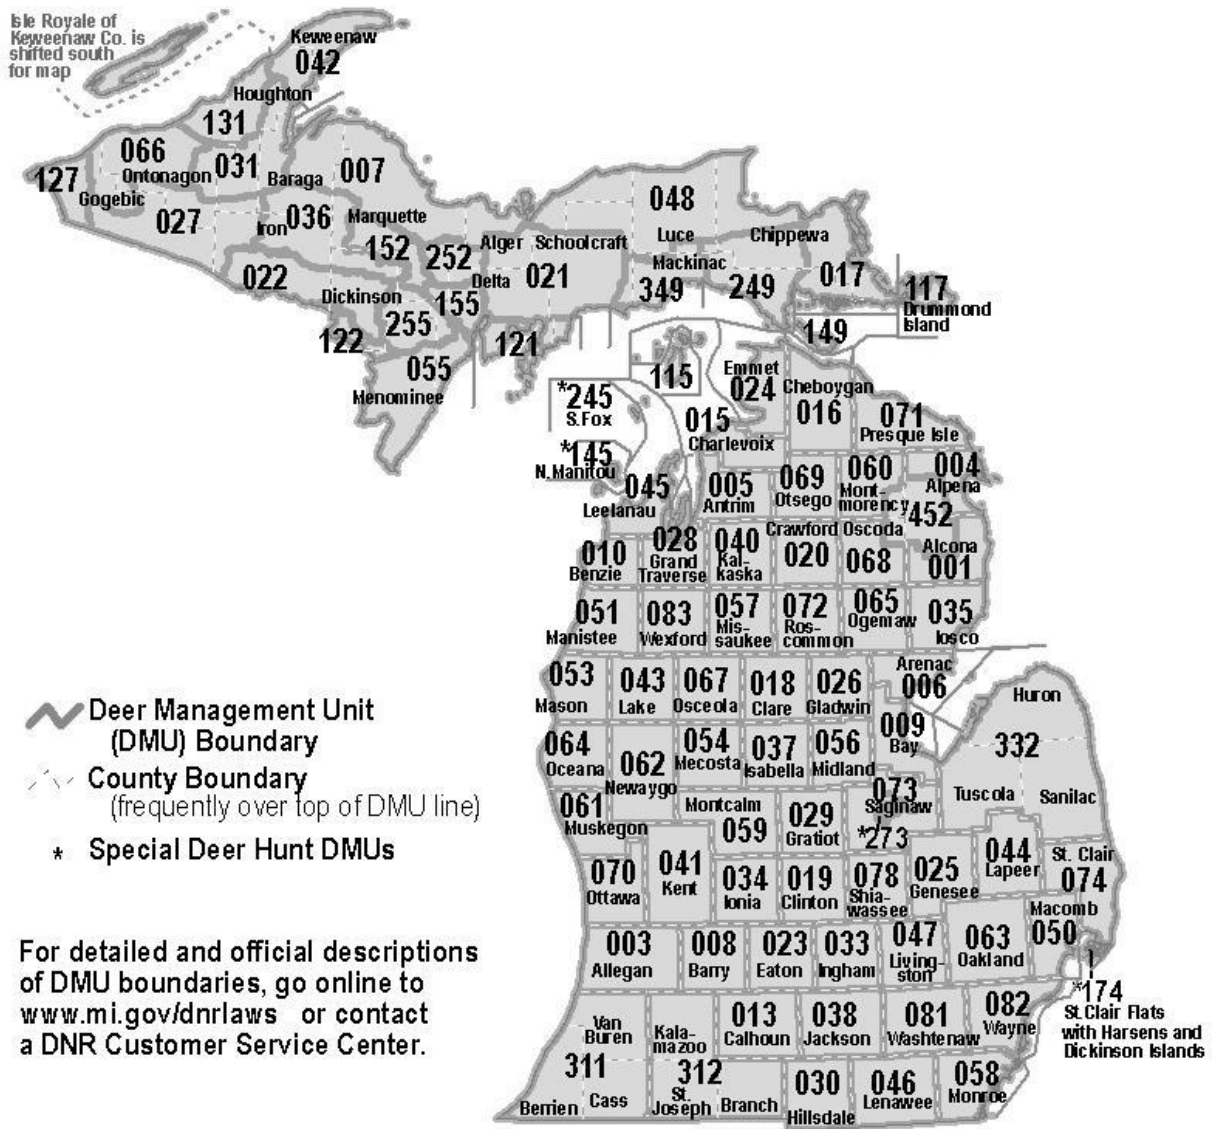 Isle Royale of
Keweenaw Co. is
shifted south
for map
Keweenaw
042
Houghton
131
066
Ontonagon
031
Baraga
007
127
Gogebic
027
Iron
036
Marquette
048
Luce
Chippewa
Alger
Schoolcraft
152
252
Mackinac
022
Delta
021
349
249
017
117
Drummond
Island
Dickinson
155
255
122
121
149
055
Menominee
115
Emmet
024
Cheboygan
016
*245
S.Fox
015
Charlevoix
071
Presque Isle
*145
N.Manitou
045
Leelanau
005
Antrim
069
Otsego
060
Mont-
morency
004
Alpena
452
010
Benzie
028
Grand
Traverse
040
Kal-
kaska
Crawford
020
Oscoda
068
Alcona
001
051
Manistee
083
Wexford
057
Mis-
saukee
072
Ros-
common
065
Ogemaw
035
Iosco
053
Mason
043
Lake
067
Osceola
018
Clare
026
Gladwin
Arenac
006
Huron
064
Oceana
062
Newaygo
054
Mecosta
037
Isabella
056
Midland
009
Bay
332
Tuscola
Sanilac
061
Muskegon
Montcalm
059
029
Gratiot
073
Saginaw
*273
070
Ottawa
041
Kent
034
Ionia
019
Clinton
078
Shia-
wassee
025
Genesee
044
Lapeer
St. Clair
074
003
Allegan
008
Barry
023
Eaton
033
Ingham
047
Living-
ston
063
Oakland
Macomb
050
*174
St.Clair Flats
with Harsens and
Dickinson Islands
Van
Buren
Kala-
mazoo
013
Calhoun
038
Jackson
081
Washtenaw
082
Wayne
311
Berrien
Cass
312
St.
Joseph
Branch
030
Hillsdale
046
Lenawee
058
Monroe
Deer Management Unit
(DMU) Boundary
County Boundary
(frequently over top of DMU line)
* Special Deer Hunt DMUs
For detailed and official descriptions
of DMU boundaries, go online to
www.mi.gov/dnrlaws or contact
a DNR Customer Service Center.